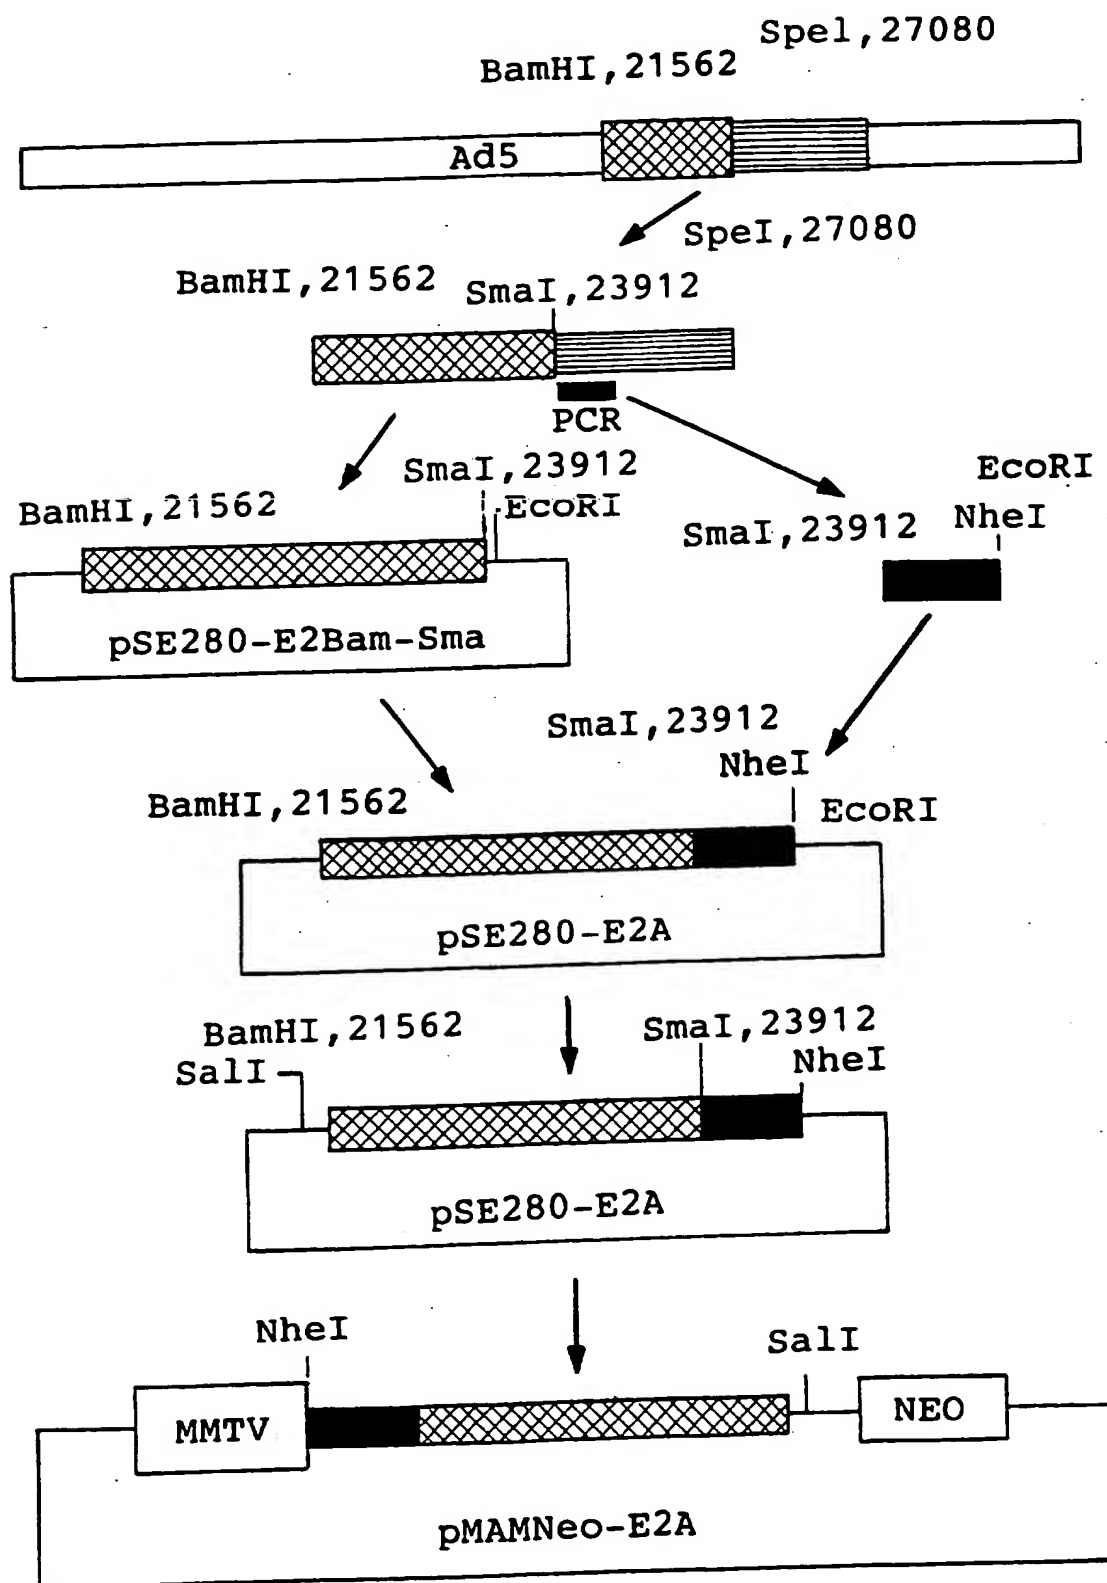 SpeI,27080
BamHI,21562
Ad5
SpeI,27080
BamHI,21562
SmaI,23912
PCR
SmaI,23912
EcoRI
BamHI,21562
EcoRI
SmaI,23912
NheI
pSE280-E2Bam-Sma
SmaI,23912
NheI
BamHI,21562
EcoRI
pSE280-E2A
BamHI,21562
SmaI,23912
SalI
NheI
pSE280-E2A
NheI
SalI
MMTV
NEO
pMAMNeo-E2A